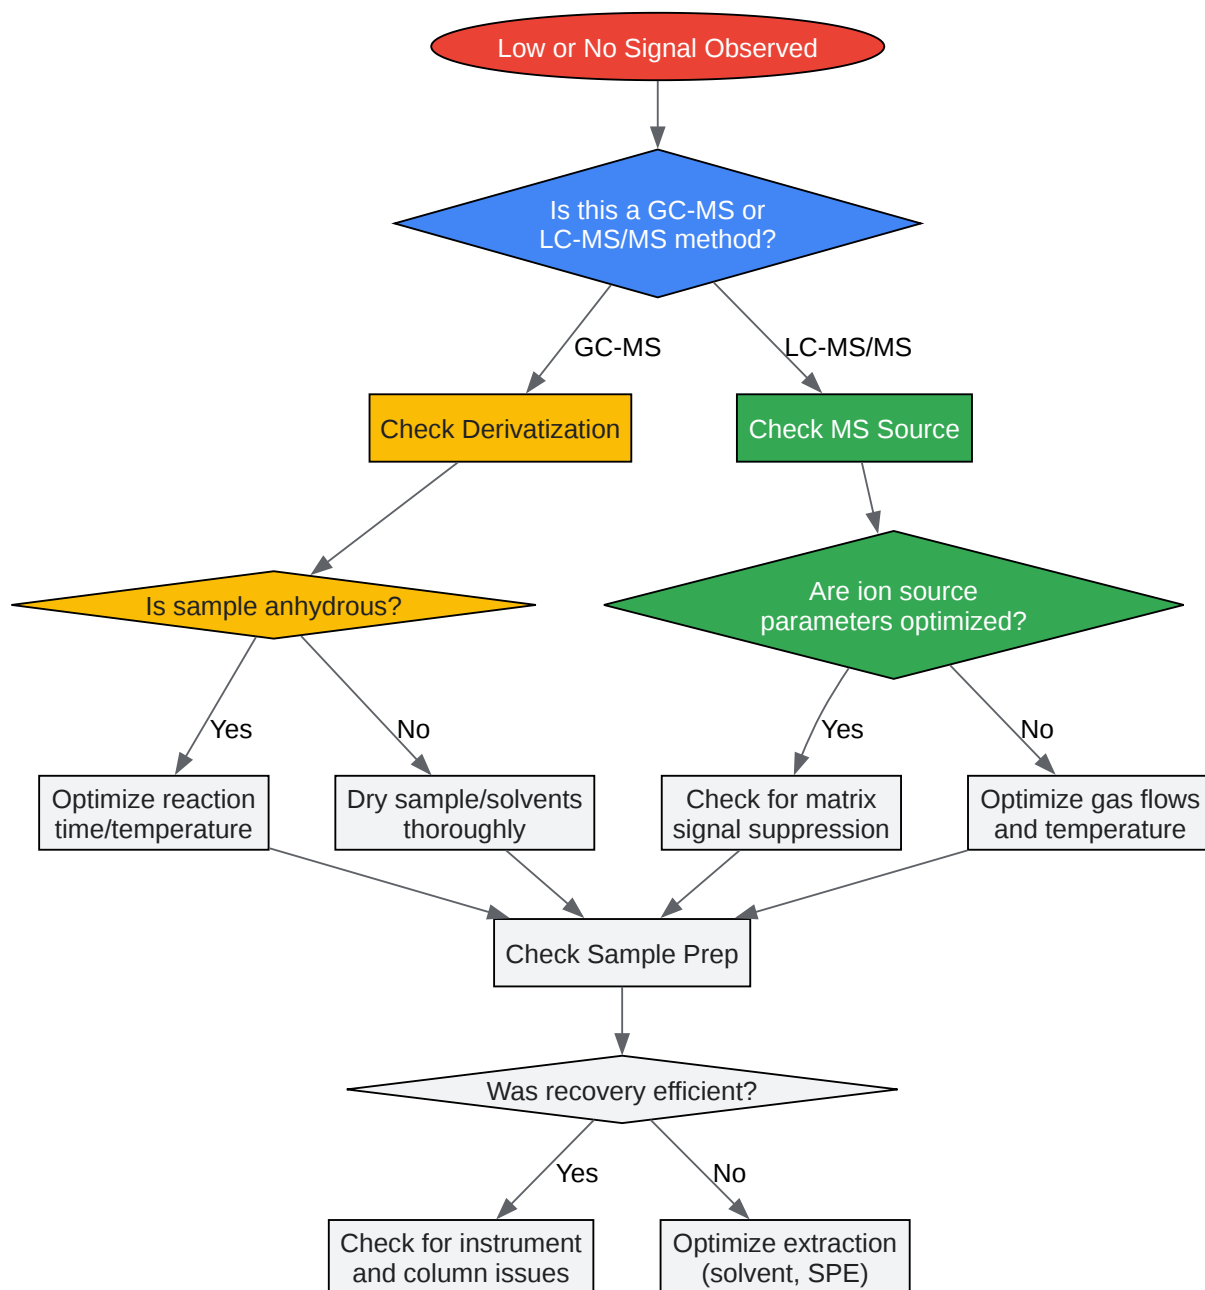 Low or No Signal Observed
Is this a GC-MS or
LC-MS/MS method?
GC-MS
LC-MS/MS
Check Derivatization
Check MS Source
Is sample anhydrous?
Are ion source
parameters optimized?
Yes
No
Yes
No
Optimize reaction
time/temperature
Dry sample/solvents
thoroughly
Check for matrix
signal suppression
Optimize gas flows
and temperature
Check Sample Prep
Was recovery efficient?
Yes
No
Check for instrument
and column issues
Optimize extraction
(solvent, SPE)